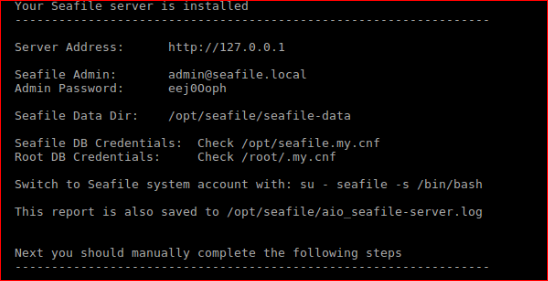 Your Seafile server is installed
-----------------------------------------------------------------
Server Address: http://127.0.0.1
Seafile Admin: admin@seafile.local
Admin Password: eej0Ooph
Seafile Data Dir: /opt/seafile/seafile-data
Seafile DB Credentials: Check /opt/seafile.my.cnf
Root DB Credentials: Check /root/.my.cnf
Switch to Seafile system account with: su - seafile -s /bin/bash
This report is also saved to /opt/seafile/aio_seafile-server.log
Next you should manually complete the following steps
-----------------------------------------------------------------